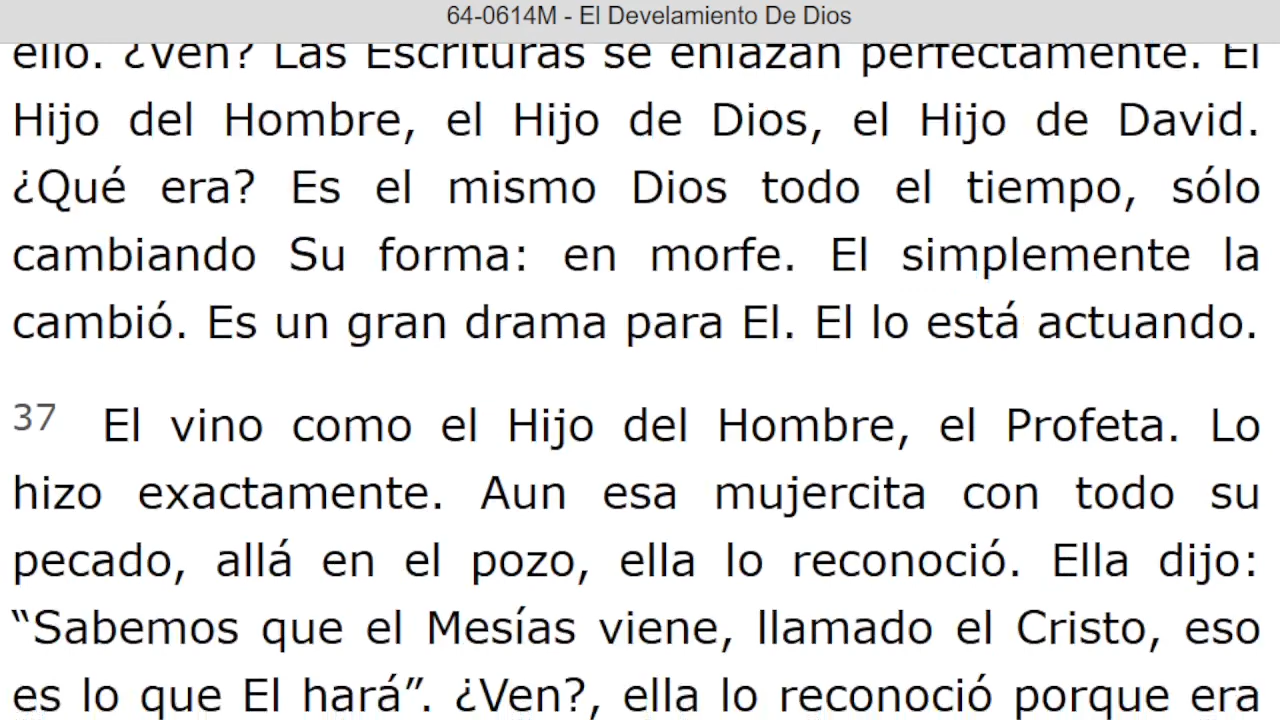 64-0614M - El Develamiento De Dios
ello. ¿Ven? Las Escrituras se enlazan perfectamente. El
Hijo del Hombre, el Hijo de Dios, el Hijo de David.
¿Qué era? Es el mismo Dios todo el tiempo, sólo
cambiando Su forma: en morfe. El simplemente la
cambió. Es un gran drama para El. El lo está actuando.
37 El vino como el Hijo del Hombre, el Profeta. Lo
hizo exactamente. Aun esa mujercita con todo su
pecado, allá en el pozo, ella lo reconoció. Ella dijo:
“Sabemos que el Mesías viene, llamado el Cristo, eso
es lo que El hará”. ¿Ven?, ella lo reconoció porque era